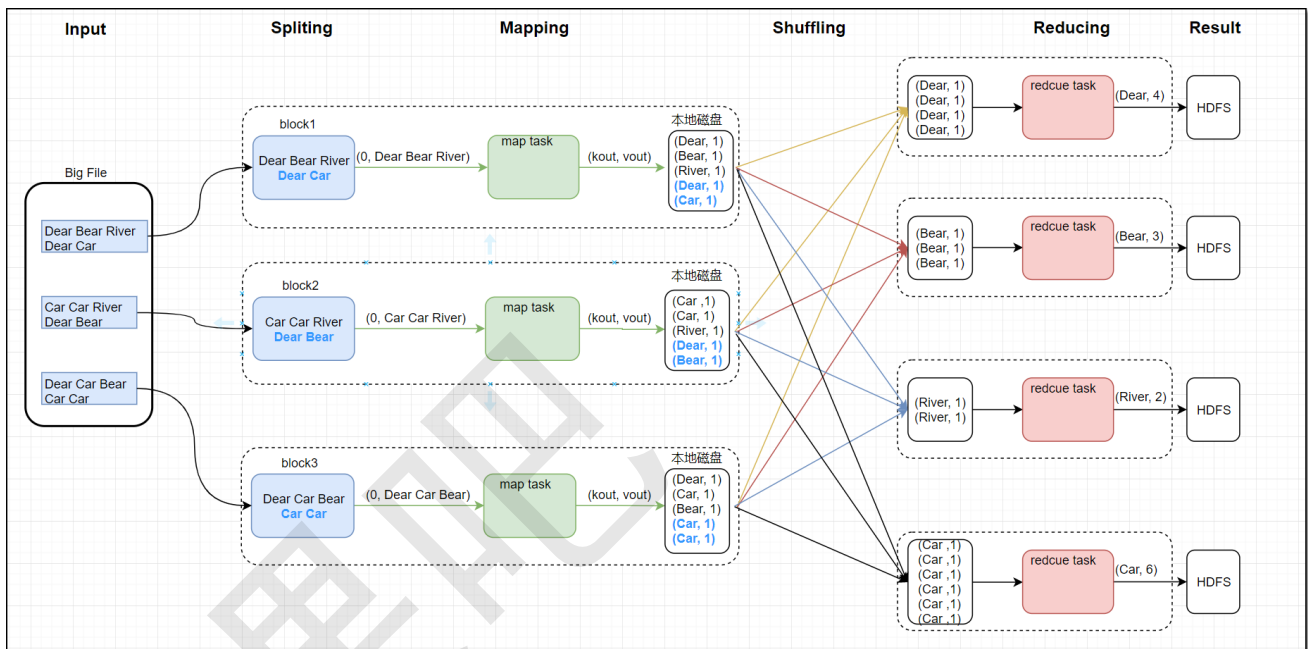 Input
Spliting
Mapping
Shuffling
Reducing
Result
Big File
Dear Bear River
Dear Car
Car Car River
Dear Bear
Dear Car Bear
Car Car
block1
Dear Bear River
Dear Car
(0, Dear Bear River)
map task
(kout, vout)
本地磁盘
(Dear, 1)
(Bear, 1)
(River, 1)
(Dear, 1)
(Car, 1)
block2
Car Car River
Dear Bear
(0, Car Car River)
map task
(kout, vout)
本地磁盘
(Car ,1)
(Car, 1)
(River, 1)
(Dear, 1)
(Bear, 1)
block3
Dear Car Bear
Car Car
(0, Dear Car Bear)
map task
(kout, vout)
本地磁盘
(Dear, 1)
(Car, 1)
(Bear, 1)
(Car, 1)
(Car, 1)
(Dear, 1)
(Dear, 1)
(Dear, 1)
(Dear, 1)
redcue task
(Dear, 4)
HDFS
(Bear, 1)
(Bear, 1)
(Bear, 1)
redcue task
(Bear, 3)
HDFS
(River, 1)
(River, 1)
redcue task
(River, 2)
HDFS
(Car ,1)
(Car ,1)
(Car ,1)
(Car ,1)
(Car ,1)
(Car ,1)
redcue task
(Car, 6)
HDFS
吧